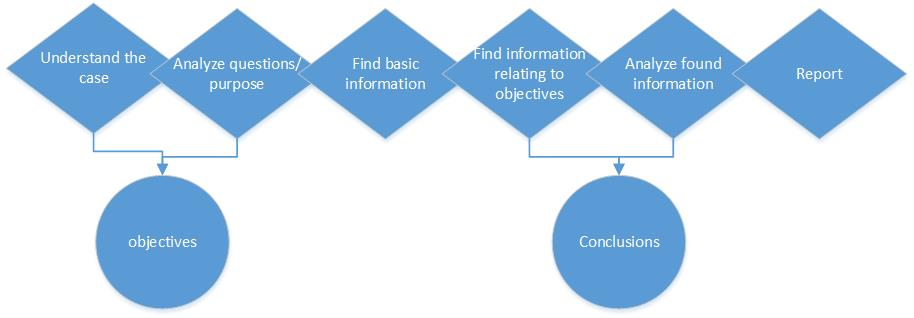 Understand the
case
Analyze questions/
purpose
Find basic
information
Find information
relating to
objectives
Analyze found
information
Report
objectives
Conclusions